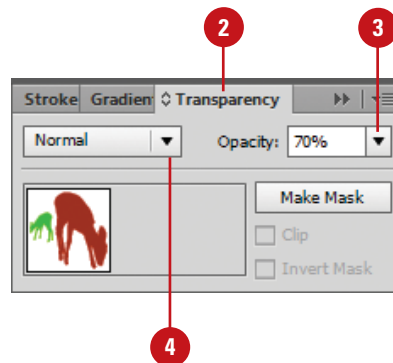 2 3
Stroke Gradien Transparency
Normal Opacity: 70%
Make Mask
Clip
Invert Mask
4